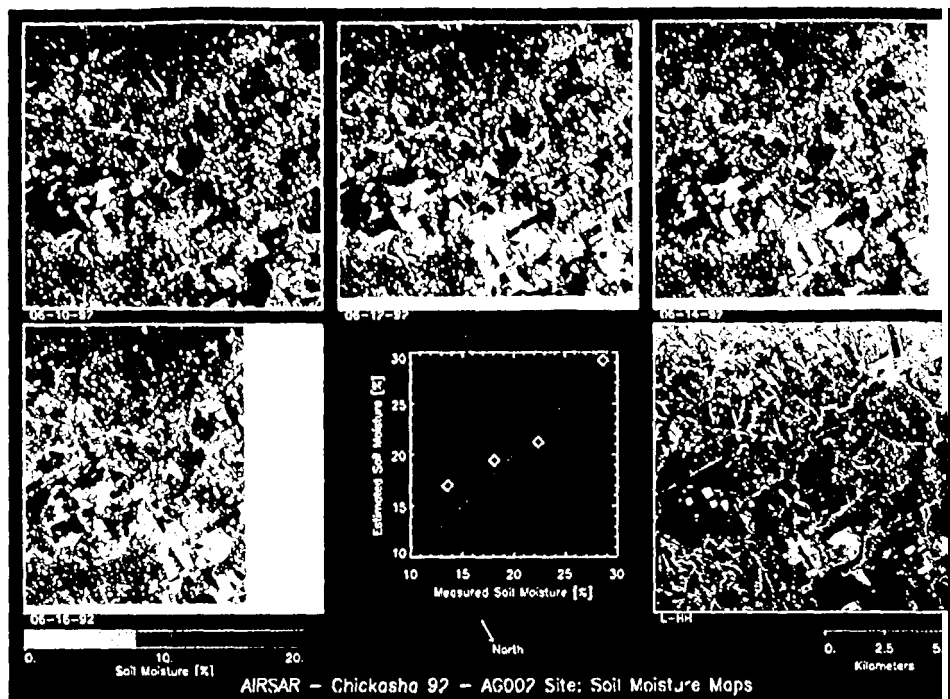 06-10-92
06-12-92
06-14-92
30
25
20
15
10
Estimated Soil Moisture [%]
10 15 20 25 30
Measured Soil Moisture [%]
06-16-92
L-HH
0. 10. 20.
Soil Moisture [%]
North
0. 2.5 5.
Kilometers
AIRSAR - Chickasha 92 - AG002 Site: Soil Moisture Maps